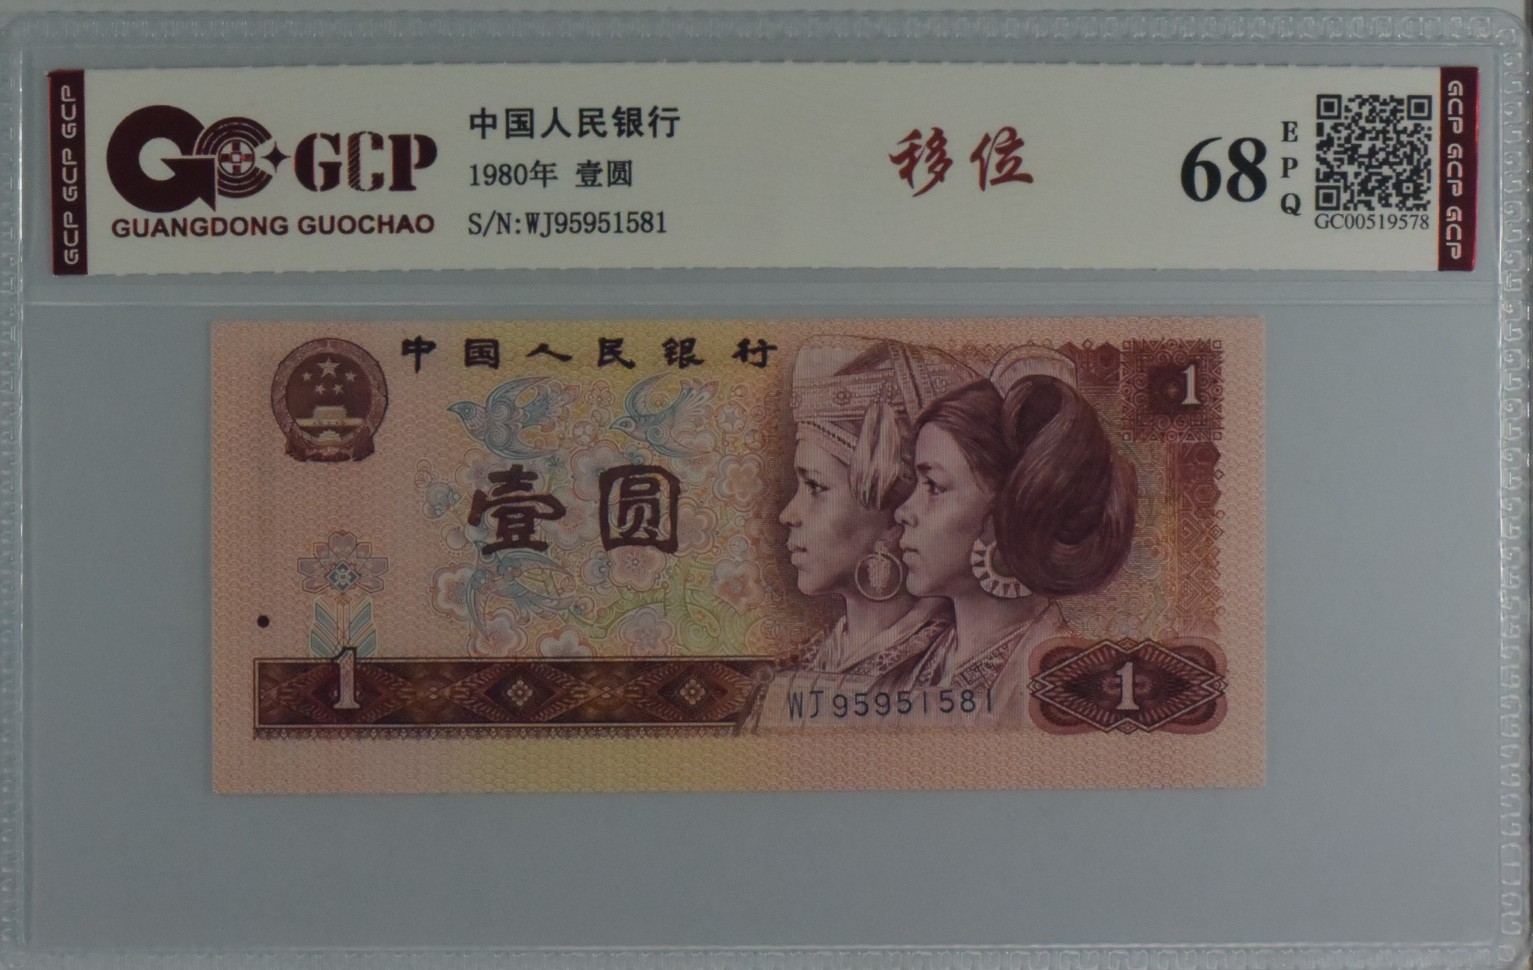 GCP GCP GCP
GCP
GUANGDONG GUOCHAO
中国人民银行
1980年 壹圆
S/N:WJ95951581
移位
68
EPQ
GC00519578
GCP GCP GCP
中国人民银行
1
壹圆
1
WJ95951581
1